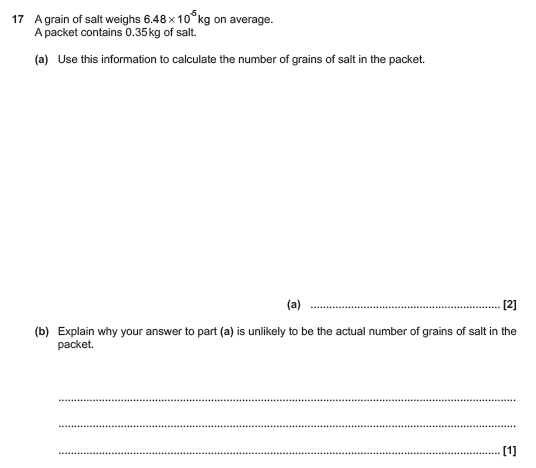 17 A grain of salt weighs 6.48 × 10⁻⁵ kg on average.
A packet contains 0.35 kg of salt.
(a) Use this information to calculate the number of grains of salt in the packet.
(a) ............................................................. [2]
(b) Explain why your answer to part (a) is unlikely to be the actual number of grains of salt in the
packet.
....................................................................................................................................................
....................................................................................................................................................
............................................................................................................................................... [1]